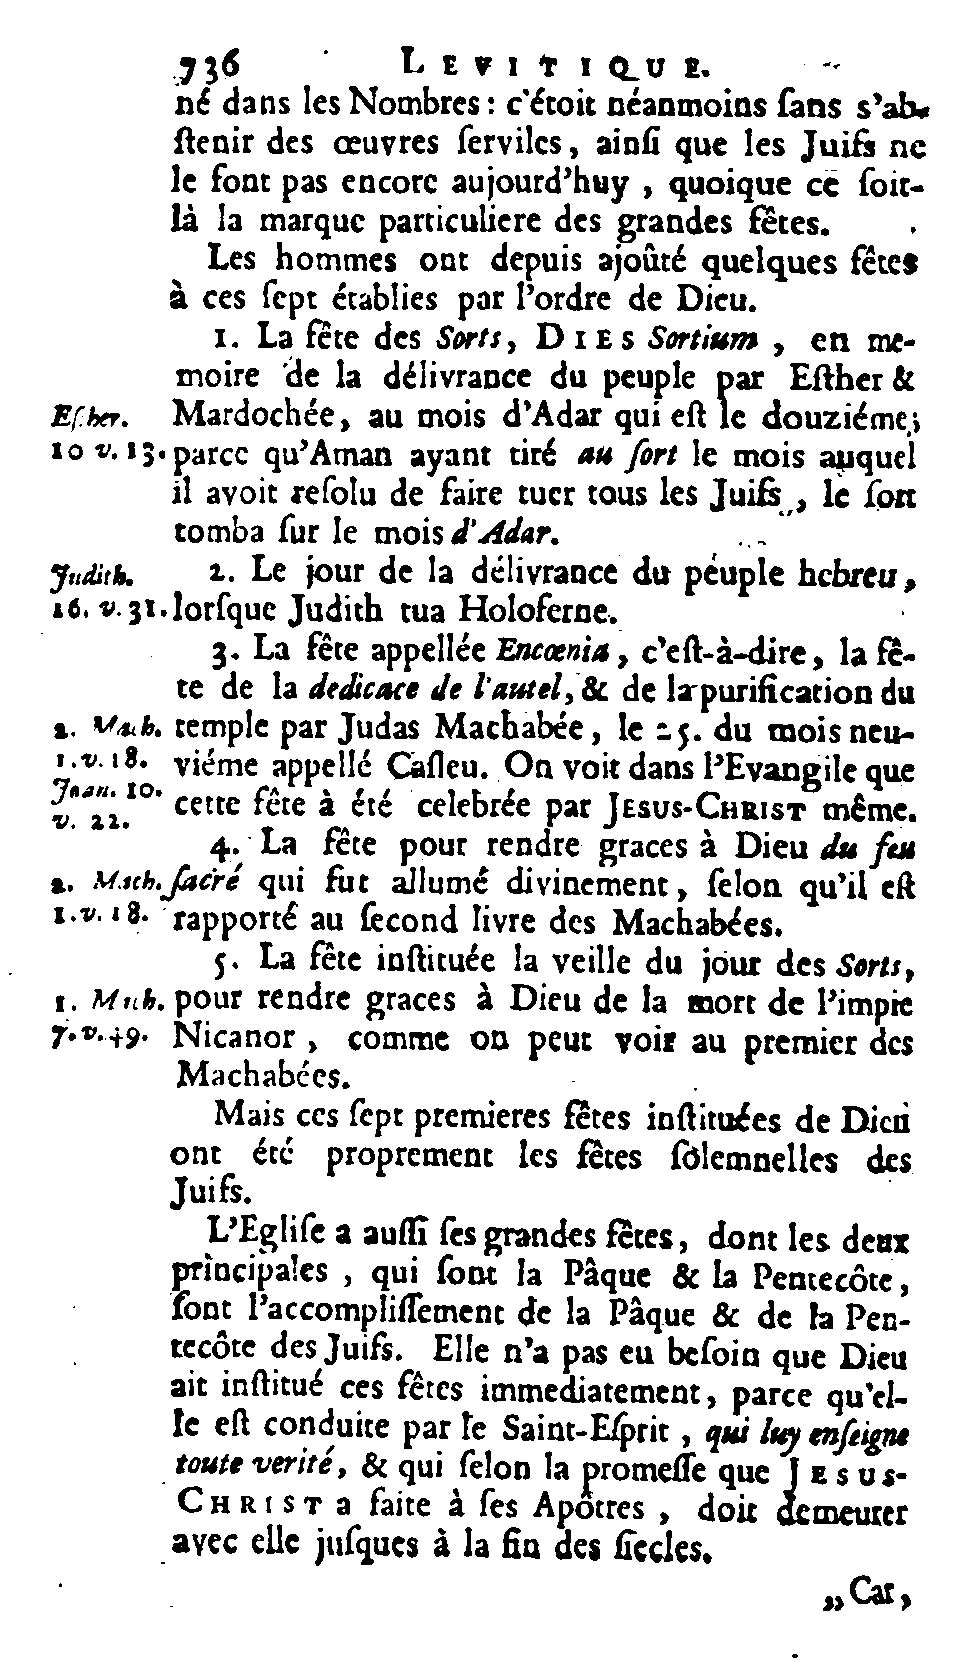 736 LEVITIQUE.
né dans les Nombres : c'étoit néanmoins ſans s'ab-
ſtenir des œuvres ſerviles, ainſi que les Juifs ne
le font pas encore aujourd'huy , quoique ce ſoit-
là la marque particuliere des grandes fêtes.
Les hommes ont depuis ajoûté quelques fêtes
à ces ſept établies par l'ordre de Dieu.
1. La fête des Sorts, DIES Sortium , en me-
moire de la délivrance du peuple par Eſther &
Eſther. Mardochée, au mois d'Adar qui eſt le douziéme;
10 v. 13. parce qu'Aman ayant tiré au ſort le mois auquel
il avoit reſolu de faire tuer tous les Juifs , le ſort
tomba ſur le mois d'Adar.
Judith. 2. Le jour de la délivrance du peuple hebreu,
16. v. 31. lorſque Judith tua Holoferne.
3. La fête appellée Encœnia, c'eſt-à-dire, la fê-
te de la dedicace de l'autel, & de la purification du
2. Mach. temple par Judas Machabée, le 25. du mois neu-
1. v. 18. viéme appellé Caſleu. On voit dans l'Evangile que
Joan. 10. cette fête à été celebrée par JESUS-CHRIST même.
v. 22.
4. La fête pour rendre graces à Dieu du feu
2. Mach. ſacré qui fut allumé divinement, ſelon qu'il eſt
1. v. 18. rapporté au ſecond livre des Machabées.
5. La fête inſtituée la veille du jour des Sorts,
1. Mach. pour rendre graces à Dieu de la mort de l'impie
7. v. 49. Nicanor , comme on peut voir au premier des
Machabées.
Mais ces ſept premieres fêtes inſtituées de Dieu
ont été proprement les fêtes ſolemnelles des
Juifs.
L'Egliſe a auſſi ſes grandes fêtes, dont les deux
principales , qui ſont la Pâque & la Pentecôte,
ſont l'accompliſſement de la Pâque & de la Pen-
tecôte des Juifs. Elle n'a pas eu beſoin que Dieu
ait inſtitué ces fêtes immediatement, parce qu'el-
le eſt conduite par le Saint-Eſprit , qui luy enſeigne
toute verité, & qui ſelon la promeſſe que JESUS-
CHRIST a faite à ſes Apôtres , doit demeurer
avec elle juſques à la fin des ſiecles.
„ Car,